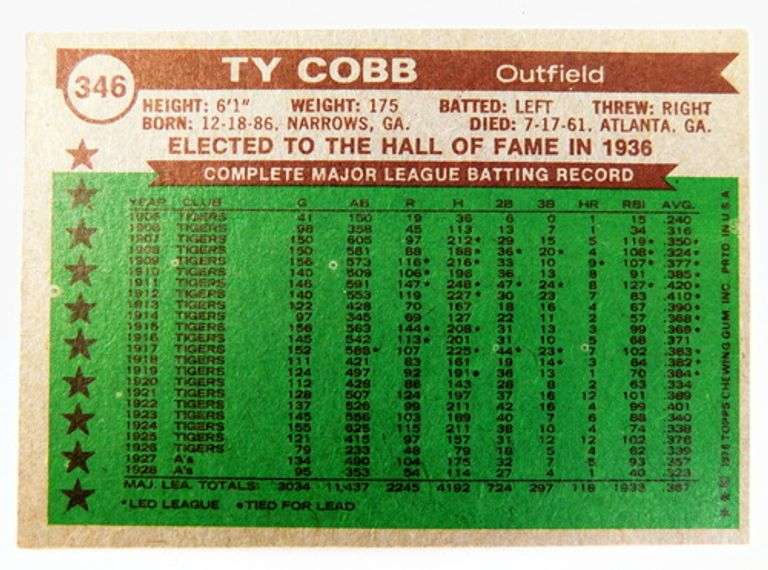 346
TY COBB Outfield
HEIGHT: 6'1" WEIGHT: 175 BATTED: LEFT THREW: RIGHT
BORN: 12-18-86, NARROWS, GA. DIED: 7-17-61, ATLANTA, GA.
ELECTED TO THE HALL OF FAME IN 1936
COMPLETE MAJOR LEAGUE BATTING RECORD
YEAR CLUB G AB R H 2B 3B HR RBI AVG.
1905 TIGERS 41 150 19 36 6 0 1 15 .240
1906 TIGERS 98 358 45 113 13 7 1 34 .316
1907 TIGERS 150 605 97 212* 29 15 5 119* .350*
1908 TIGERS 150 581 88 188* 36* 20* 4 108* .324*
1909 TIGERS 156 573 116* 216* 33 10 9* 107* .377*
1910 TIGERS 140 509 106* 196 36 13 8 91 .385*
1911 TIGERS 146 591 147* 248* 47* 24* 8 127* .420*
1912 TIGERS 140 553 119 227* 30 23 7 83 .410*
1913 TIGERS 122 428 70 167 18 16 4 67 .390*
1914 TIGERS 97 345 69 127 22 11 2 57 .368*
1915 TIGERS 156 563 144* 208* 31 13 3 99 .369*
1916 TIGERS 145 542 113* 201 31 10 5 68 .371
1917 TIGERS 152 588* 107 225* 44* 23* 7 102 .383*
1918 TIGERS 111 421 83 161 19 14* 3 64 .382*
1919 TIGERS 124 497 92 191* 36 13 1 70 .384*
1920 TIGERS 112 428 86 143 28 8 2 63 .334
1921 TIGERS 128 507 124 197 37 16 12 101 .389
1922 TIGERS 137 526 99 211 42 16 4 99 .401
1923 TIGERS 145 556 103 189 40 7 6 88 .340
1924 TIGERS 155 625 115 211 38 10 4 74 .338
1925 TIGERS 121 415 97 157 31 12 12 102 .378
1926 TIGERS 79 233 48 79 18 5 4 62 .339
1927 A's 134 490 104 175 32 7 5 93 .357
1928 A's 95 353 54 114 27 4 1 40 .323
MAJ. LEA. TOTALS: 3034 11,437 2245 4192 724 297 118 1933 .367
*LED LEAGUE •TIED FOR LEAD
1976 TOPPS CHEWING GUM, INC. PRTD. IN U.S.A.